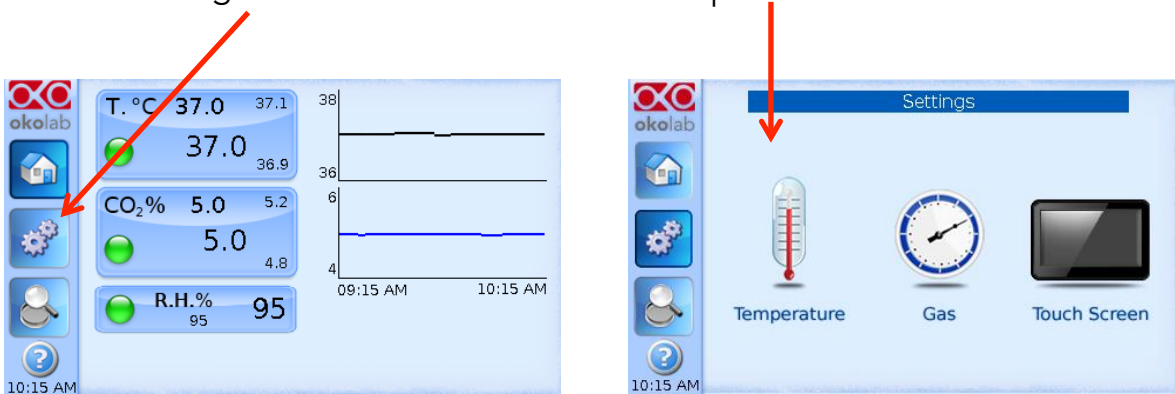 okolab
T. °C 37.0 37.1
37.0
36.9
CO₂% 5.0 5.2
5.0
4.8
R.H.% 95
95
38
36
6
4
09:15 AM 10:15 AM
10:15 AM
okolab
Settings
Temperature Gas Touch Screen
?
10:15 AM